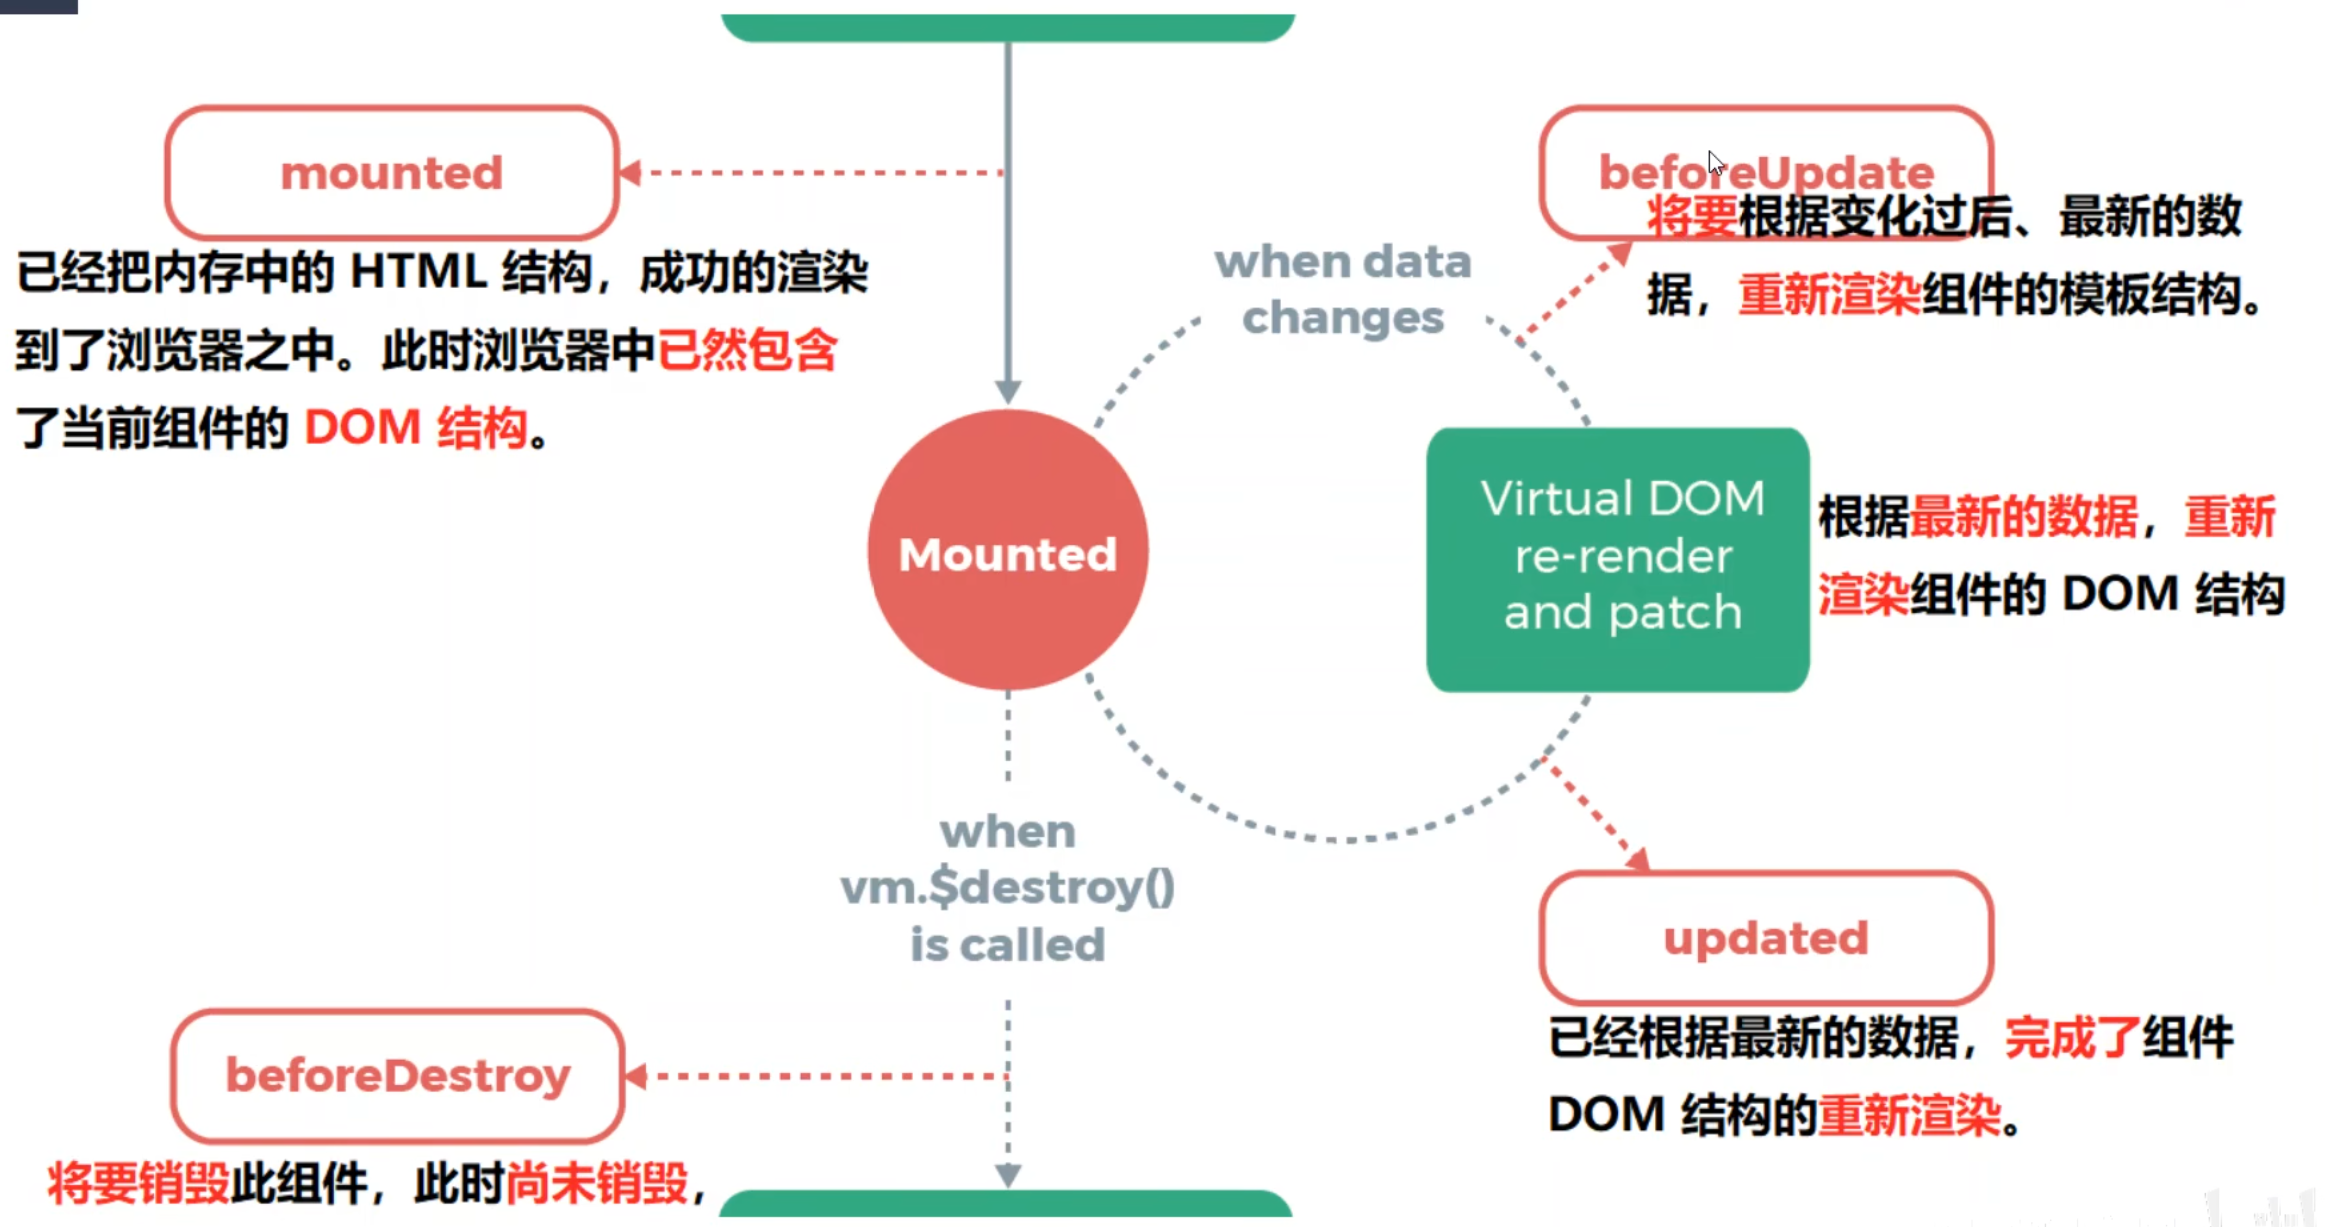 mounted
已经把内存中的 HTML 结构，成功的渲染
到了浏览器之中。此时浏览器中已然包含
了当前组件的 DOM 结构。
beforeUpdate
将要根据变化过后、最新的数
据，重新渲染组件的模板结构。
when data
changes
Mounted
Virtual DOM
re-render
and patch
根据最新的数据，重新
渲染组件的 DOM 结构
when
vm.$destroy()
is called
updated
已经根据最新的数据，完成了组件
DOM 结构的重新渲染。
beforeDestroy
将要销毁此组件，此时尚未销毁，